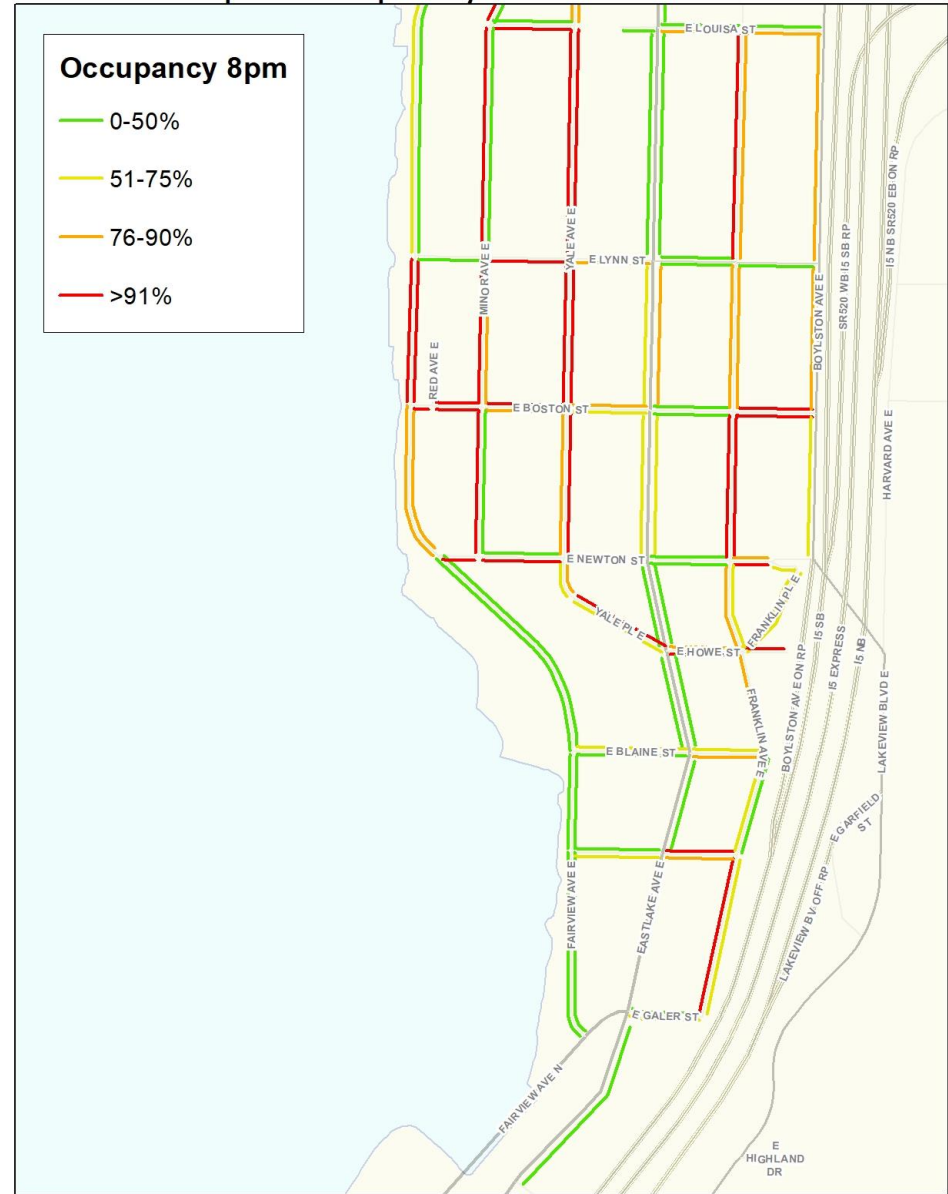 Occupancy 8pm
0-50%
51-75%
76-90%
>91%
E LOUISA ST
I5 NB SR520 EB ON RP
SR520 WB I5 SB RP
YALE AVE E
MINOR AVE E
E LYNN ST
BOYLSTON AVE E
RED AVE E
E BOSTON ST
HARVARD AVE E
E NEWTON ST
YALE PL E
FRANKLIN PL E
E HOWE ST
I5 SB
I5 EXPRESS
I5 NB
BOYLSTON AV E ON RP
FRANKLIN AVE E
LAKEVIEW BLVD E
E BLAINE ST
E GARFIELD
ST
FAIRVIEW AVE E
EASTLAKE AVE E
LAKEVIEW BV OFF RP
E GALER ST
FAIRVIEW AVE N
E
HIGHLAND
DR